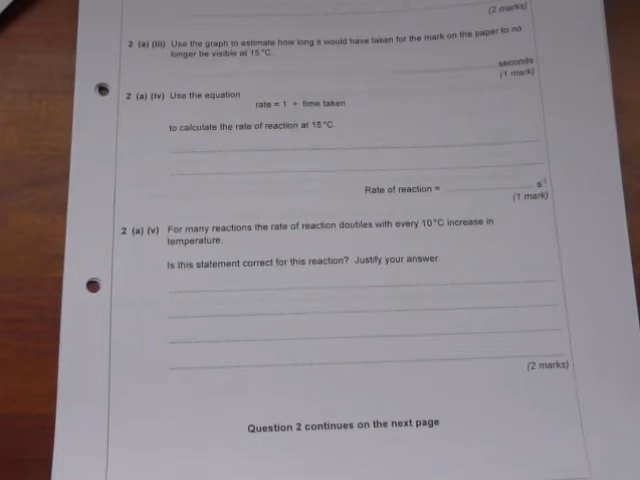 (2 marks)
2 (a) (iii) Use the graph to estimate how long it would have taken for the mark on the paper to no
longer be visible at 15 °C.
seconds
(1 mark)
2 (a) (iv) Use the equation
rate = 1 ÷ time taken
to calculate the rate of reaction at 15 °C
Rate of reaction = s-1
(1 mark)
2 (a) (v) For many reactions the rate of reaction doubles with every 10 °C increase in
temperature.
Is this statement correct for this reaction? Justify your answer.
(2 marks)
Question 2 continues on the next page